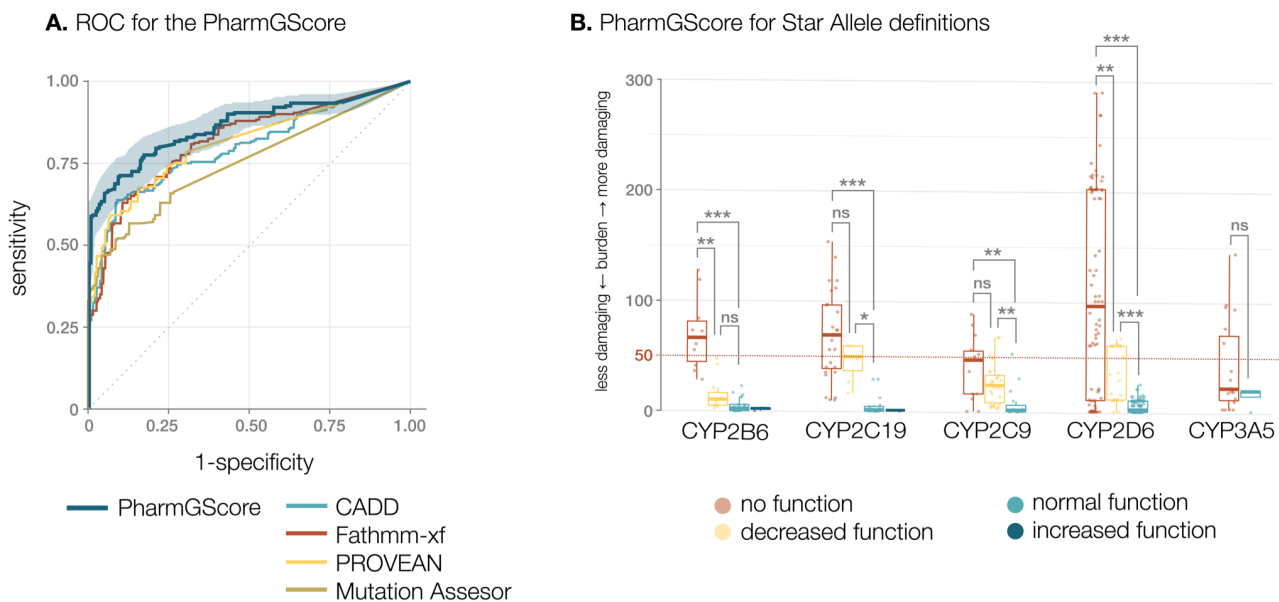 A. ROC for the PharmGScore
1.00
0.75
0.50
0.25
0
0 0.25 0.50 0.75 1.00
sensitivity
1-specificity
PharmGScore
CADD
Fathmm-xf
PROVEAN
Mutation Assesor
B. PharmGScore for Star Allele definitions
less damaging ← burden → more damaging
300
200
100
50
0
***
**
ns
***
ns
*
**
ns
**
***
**
***
ns
CYP2B6 CYP2C19 CYP2C9 CYP2D6 CYP3A5
no function
decreased function
normal function
increased function